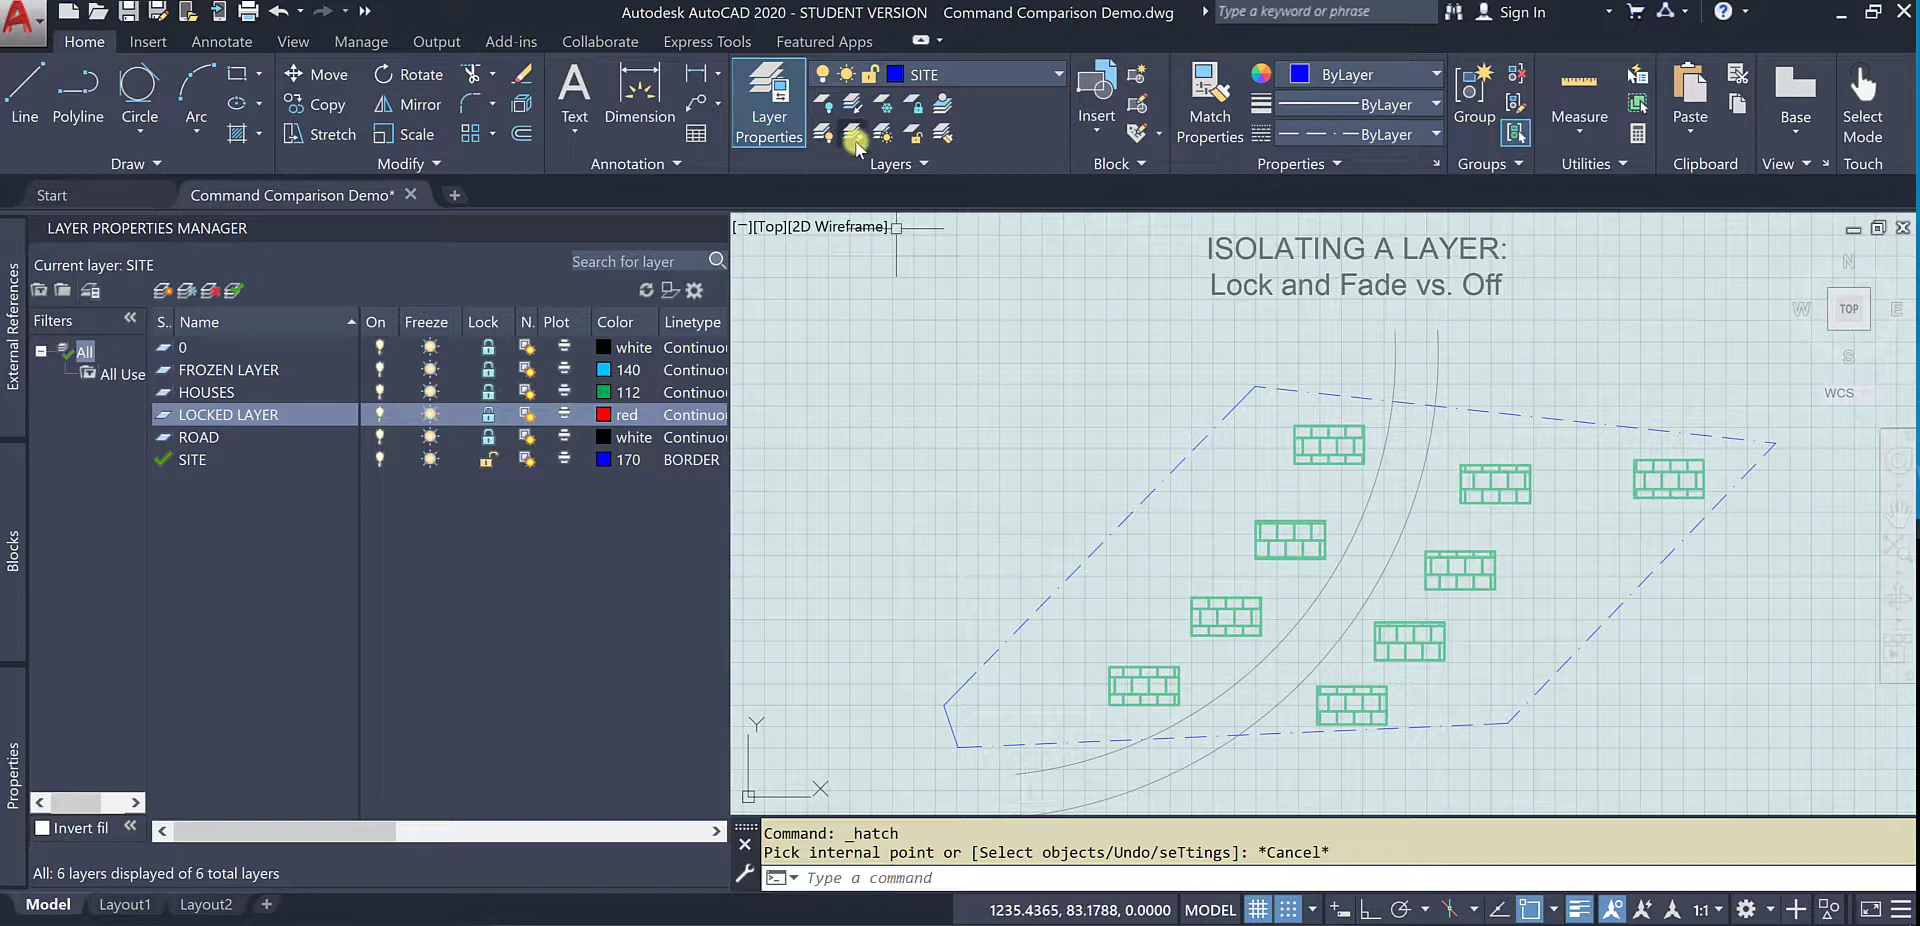 Autodesk AutoCAD 2020 - STUDENT VERSION Command Comparison Demo.dwg Type a keyword or phrase Sign In
Home Insert Annotate View Manage Output Add-ins Collaborate Express Tools Featured Apps
Line Polyline Circle Arc
Move Rotate
Copy Mirror
Stretch
Text Dimension
Layer Properties
SITE
Insert
Match Properties
ByLayer
ByLayer
ByLayer
Group Measure Paste Base Select Mode
Draw Modify Annotation Layers Block Properties Groups Utilities Clipboard View Touch
Start Command Comparison Demo*
LAYER PROPERTIES MANAGER
Current layer: SITE
Search for layer
Filters
All
All Use
S.. Name On Freeze Lock N. Plot Color Linetype
0 white Continuo
FROZEN LAYER 140 Continuo
HOUSES 112 Continuo
LOCKED LAYER red Continuo
ROAD white Continuo
SITE 170 BORDER
External References
Blocks
Properties
Invert fil
All: 6 layers displayed of 6 total layers
[−][Top][2D Wireframe]
ISOLATING A LAYER:
Lock and Fade vs. Off
N
W TOP E
S
WCS
Y
X
Command: _hatch
Pick internal point or [Select objects/Undo/seTtings]: *Cancel*
Type a command
Model Layout1 Layout2
1235.4365, 83.1788, 0.0000 MODEL 1:1